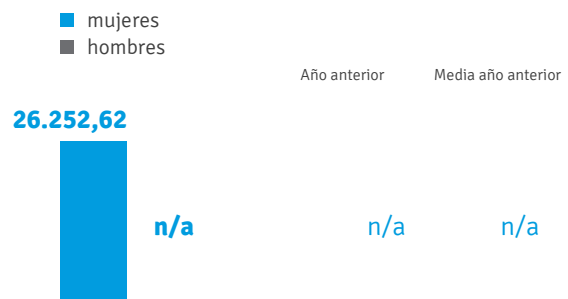 mujeres
hombres
Año anterior Media año anterior
26.252,62
n/a n/a n/a